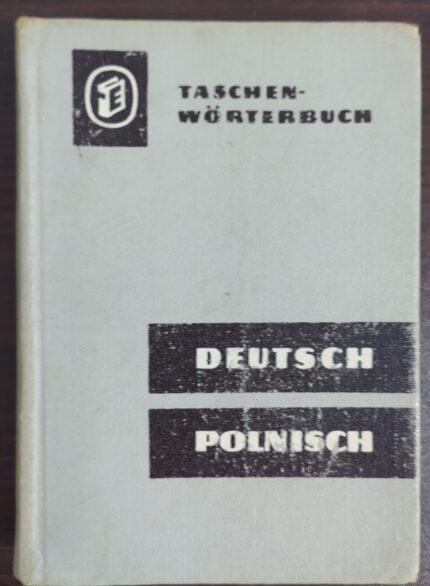 TASCHEN-
WÖRTERBUCH
DEUTSCH
POLNISCH